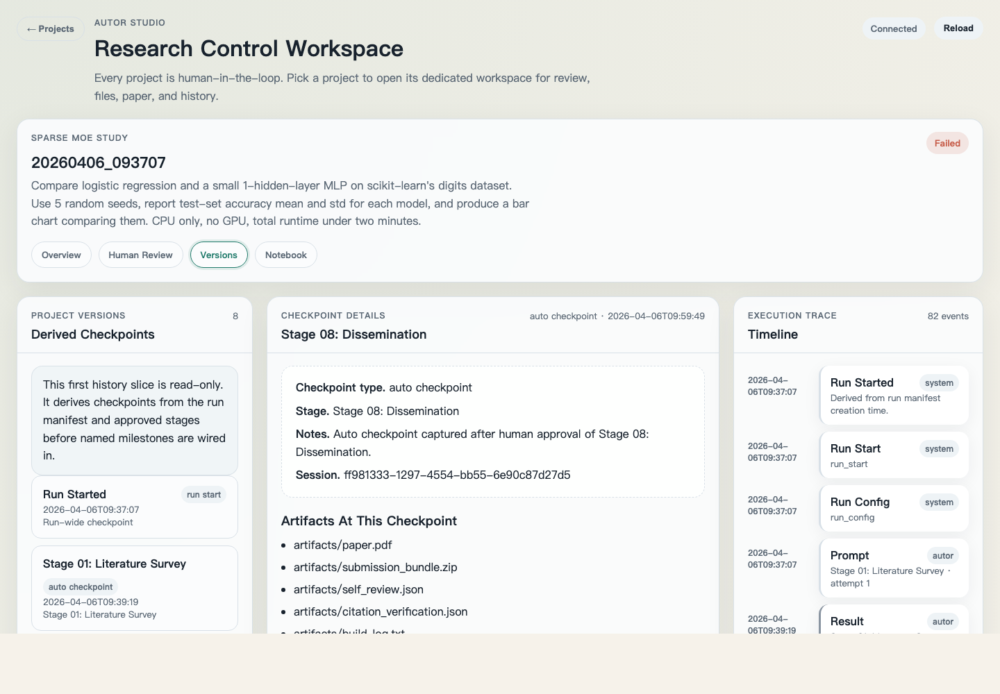 ← Projects
AUTOR STUDIO
Research Control Workspace
Every project is human-in-the-loop. Pick a project to open its dedicated workspace for review,
files, paper, and history.
Connected
Reload
SPARSE MOE STUDY
Failed
20260406_093707
Compare logistic regression and a small 1-hidden-layer MLP on scikit-learn's digits dataset.
Use 5 random seeds, report test-set accuracy mean and std for each model, and produce a bar
chart comparing them. CPU only, no GPU, total runtime under two minutes.
Overview
Human Review
Versions
Notebook
PROJECT VERSIONS
8
Derived Checkpoints
This first history slice is read-only.
It derives checkpoints from the run
manifest and approved stages
before named milestones are wired
in.
Run Started
run start
2026-04-06T09:37:07
Run-wide checkpoint
Stage 01: Literature Survey
auto checkpoint
2026-04-06T09:39:19
Stage 01: Literature Survey
CHECKPOINT DETAILS
auto checkpoint · 2026-04-06T09:59:49
Stage 08: Dissemination
Checkpoint type. auto checkpoint
Stage. Stage 08: Dissemination
Notes. Auto checkpoint captured after human approval of Stage 08:
Dissemination.
Session. ff981333-1297-4554-bb55-6e90c87d27d5
Artifacts At This Checkpoint
• artifacts/paper.pdf
• artifacts/submission_bundle.zip
• artifacts/self_review.json
• artifacts/citation_verification.json
• artifacts/build_log.txt
EXECUTION TRACE
82 events
Timeline
2026-04-
06T09:37:07
Run Started
system
Derived from run manifest
creation time.
2026-04-
06T09:37:07
Run Start
system
run_start
2026-04-
06T09:37:07
Run Config
system
run_config
2026-04-
06T09:37:07
Prompt
autor
Stage 01: Literature Survey ·
attempt 1
2026-04-
06T09:39:19
Result
autor